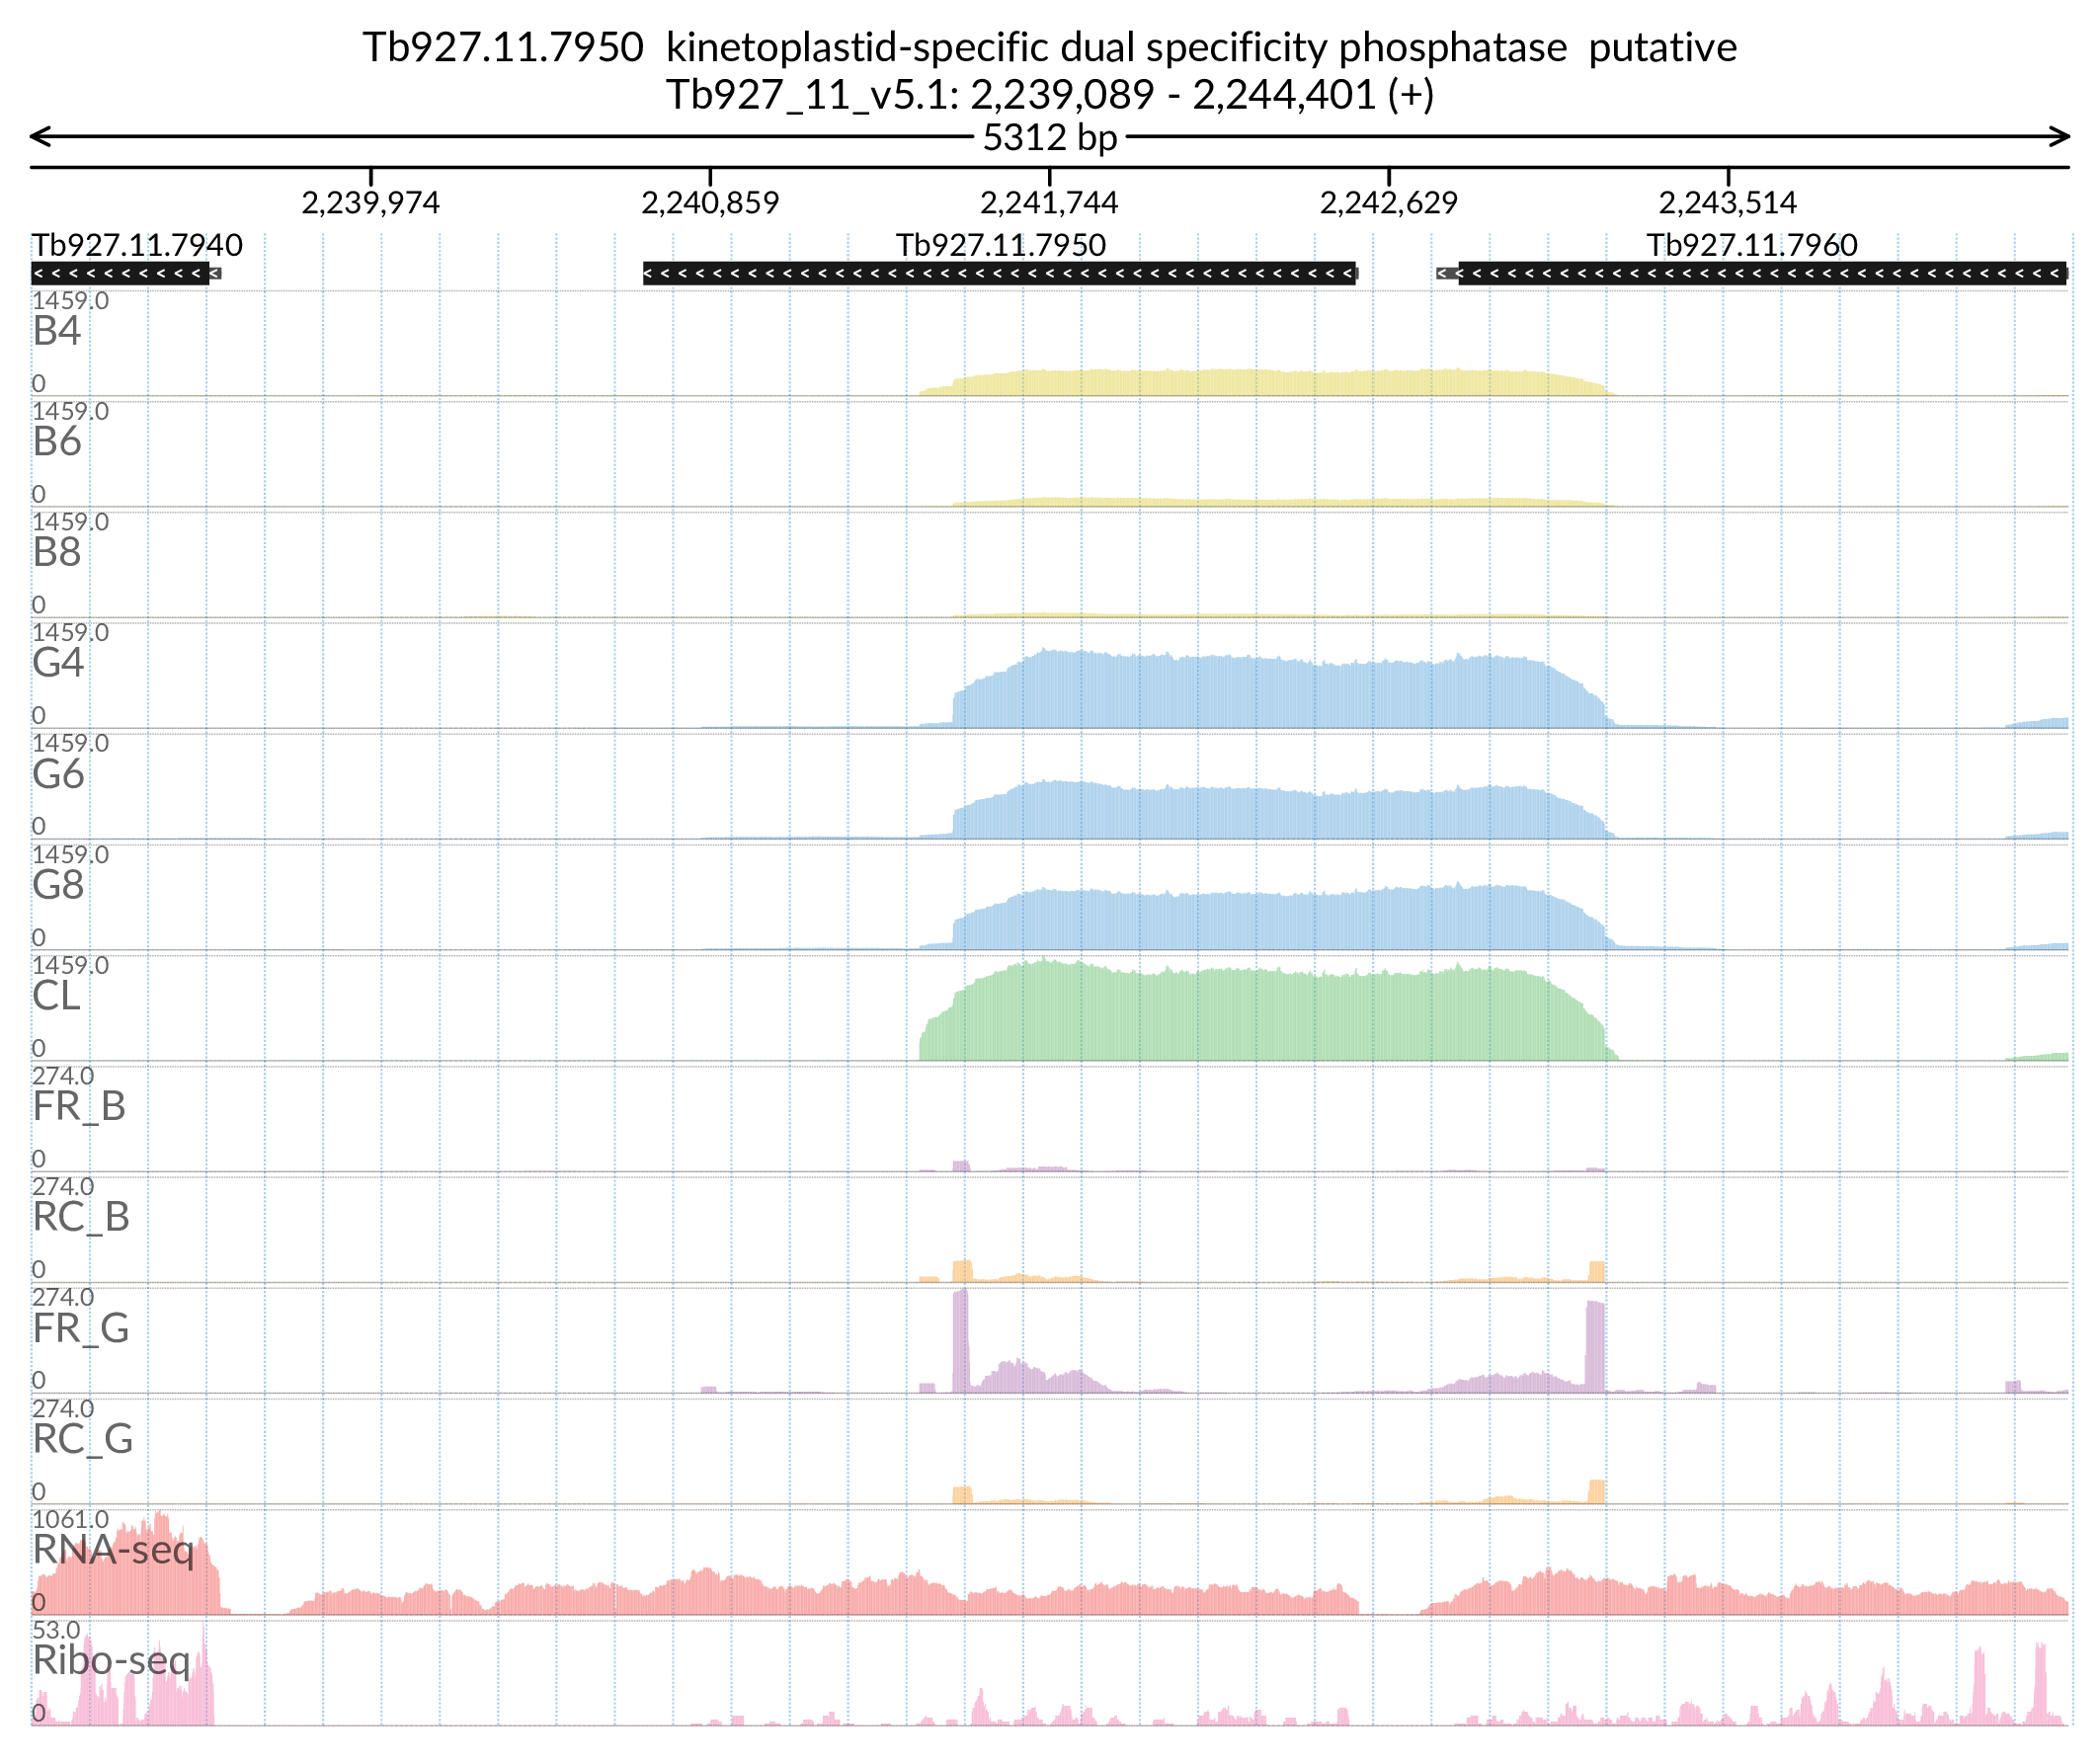 Tb927.11.7950  kinetoplastid-specific dual specificity phosphatase  putative
Tb927_11_v5.1: 2,239,089 - 2,244,401 (+)
5312 bp
2,239,974 2,240,859 2,241,744 2,242,629 2,243,514
Tb927.11.7940 Tb927.11.7950 Tb927.11.7960
1459.0
B4
0
1459.0
B6
0
1459.0
B8
0
1459.0
G4
0
1459.0
G6
0
1459.0
G8
0
1459.0
CL
0
274.0
FR_B
0
274.0
RC_B
0
274.0
FR_G
0
274.0
RC_G
0
1061.0
RNA-seq
0
53.0
Ribo-seq
0